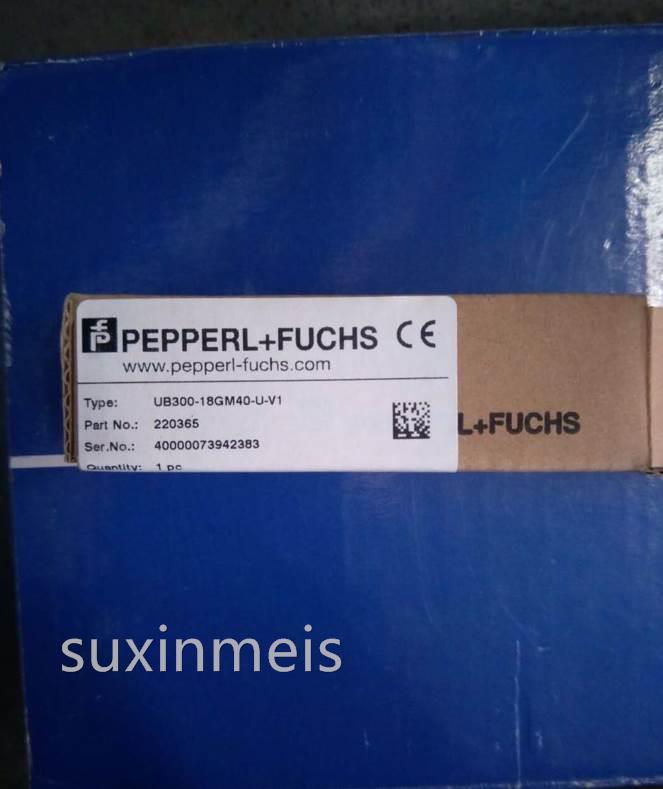 PEPPERL+FUCHS CE
www.pepperl-fuchs.com
Type: UB300-18GM40-U-V1
Part No.: 220365
Ser.No.: 40000073942383
Quantity: 1 pc
L+FUCHS
suxinmeis